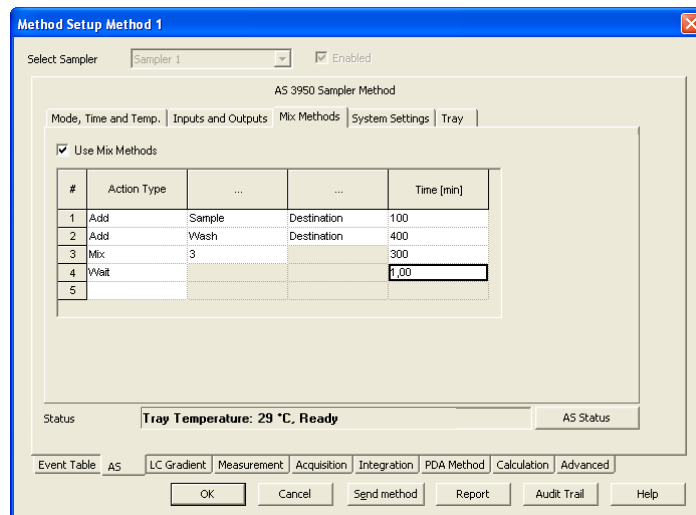 Method Setup Method 1
Select Sampler Sampler 1 Enabled
AS 3950 Sampler Method
Mode, Time and Temp. Inputs and Outputs Mix Methods System Settings Tray
Use Mix Methods
# Action Type ... ... Time [min]
1 Add Sample Destination 100
2 Add Wash Destination 400
3 Mix 3 300
4 Wait 1,00
5
Status Tray Temperature: 29 °C, Ready AS Status
Event Table AS LC Gradient Measurement Acquisition Integration PDA Method Calculation Advanced
OK Cancel Send method Report Audit Trail Help